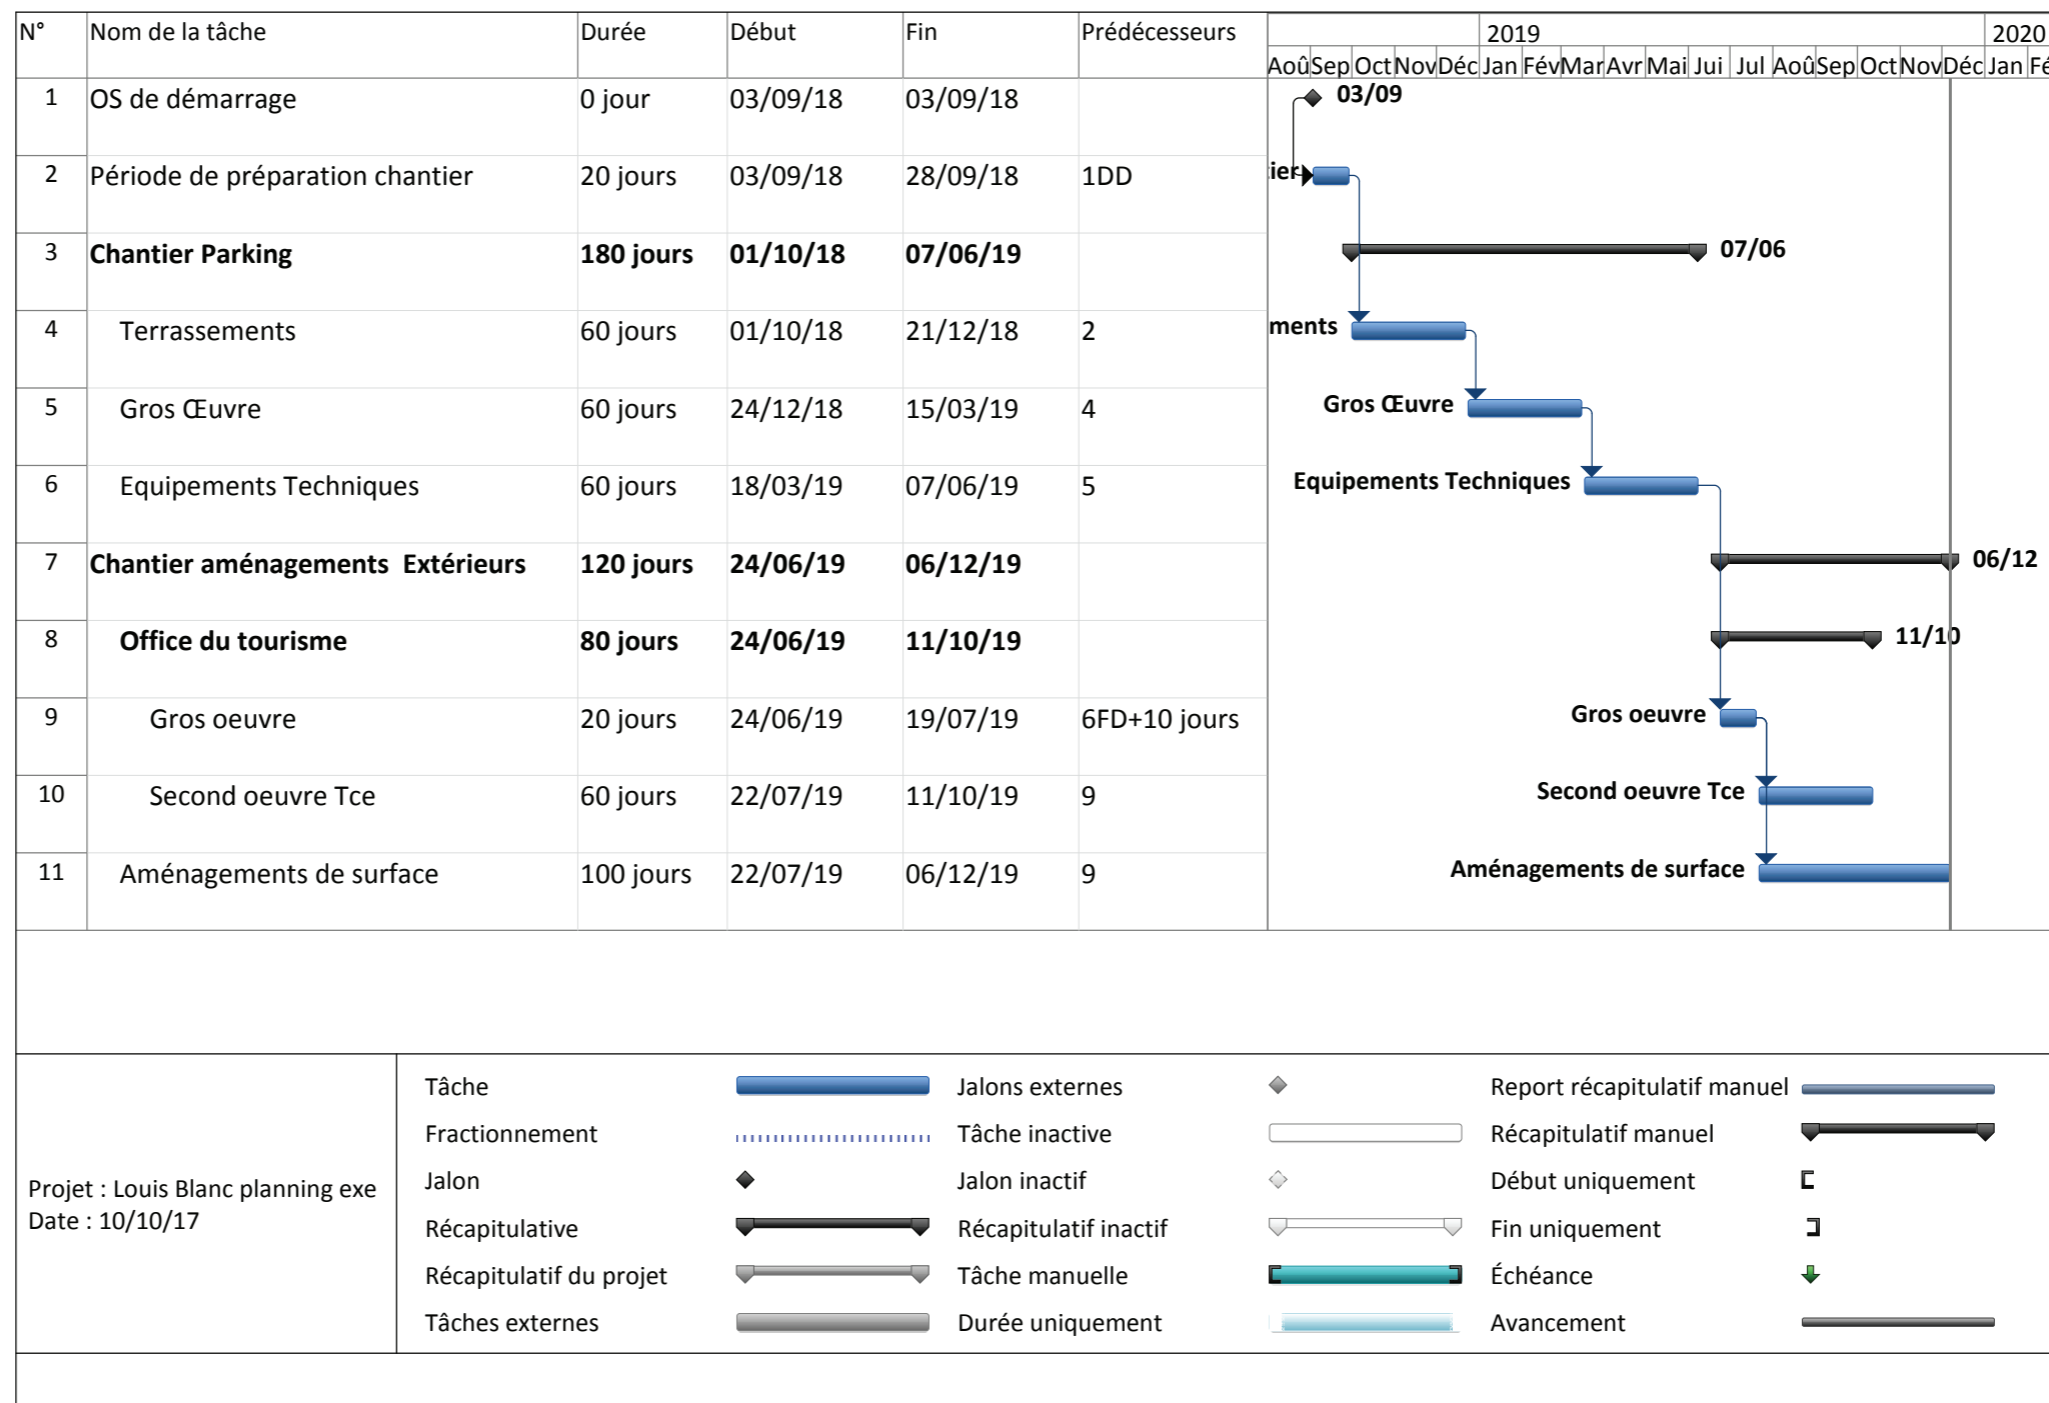 N° Nom de la tâche Durée Début Fin Prédécesseurs 2019 2020
Aoû Sep Oct Nov Déc Jan Fév Mar Avr Mai Jui Jul Aoû Sep Oct Nov Déc Jan Fé
1 OS de démarrage 0 jour 03/09/18 03/09/18 03/09
2 Période de préparation chantier 20 jours 03/09/18 28/09/18 1DD ier
3 Chantier Parking 180 jours 01/10/18 07/06/19 07/06
4 Terrassements 60 jours 01/10/18 21/12/18 2 ments
5 Gros Œuvre 60 jours 24/12/18 15/03/19 4 Gros Œuvre
6 Equipements Techniques 60 jours 18/03/19 07/06/19 5 Equipements Techniques
7 Chantier aménagements Extérieurs 120 jours 24/06/19 06/12/19 06/12
8 Office du tourisme 80 jours 24/06/19 11/10/19 11/10
9 Gros oeuvre 20 jours 24/06/19 19/07/19 6FD+10 jours Gros oeuvre
10 Second oeuvre Tce 60 jours 22/07/19 11/10/19 9 Second oeuvre Tce
11 Aménagements de surface 100 jours 22/07/19 06/12/19 9 Aménagements de surface
Projet : Louis Blanc planning exe
Date : 10/10/17
Tâche Jalons externes Report récapitulatif manuel
Fractionnement Tâche inactive Récapitulatif manuel
Jalon Jalon inactif Début uniquement
Récapitulative Récapitulatif inactif Fin uniquement
Récapitulatif du projet Tâche manuelle Échéance
Tâches externes Durée uniquement Avancement